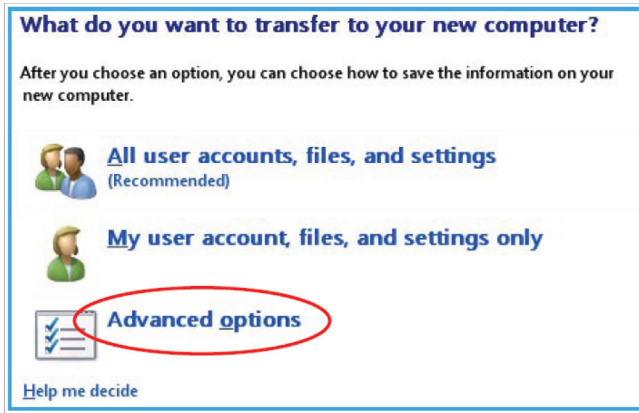 What do you want to transfer to your new computer?
After you choose an option, you can choose how to save the information on your
new computer.
All user accounts, files, and settings
(Recommended)
My user account, files, and settings only
Advanced options
Help me decide